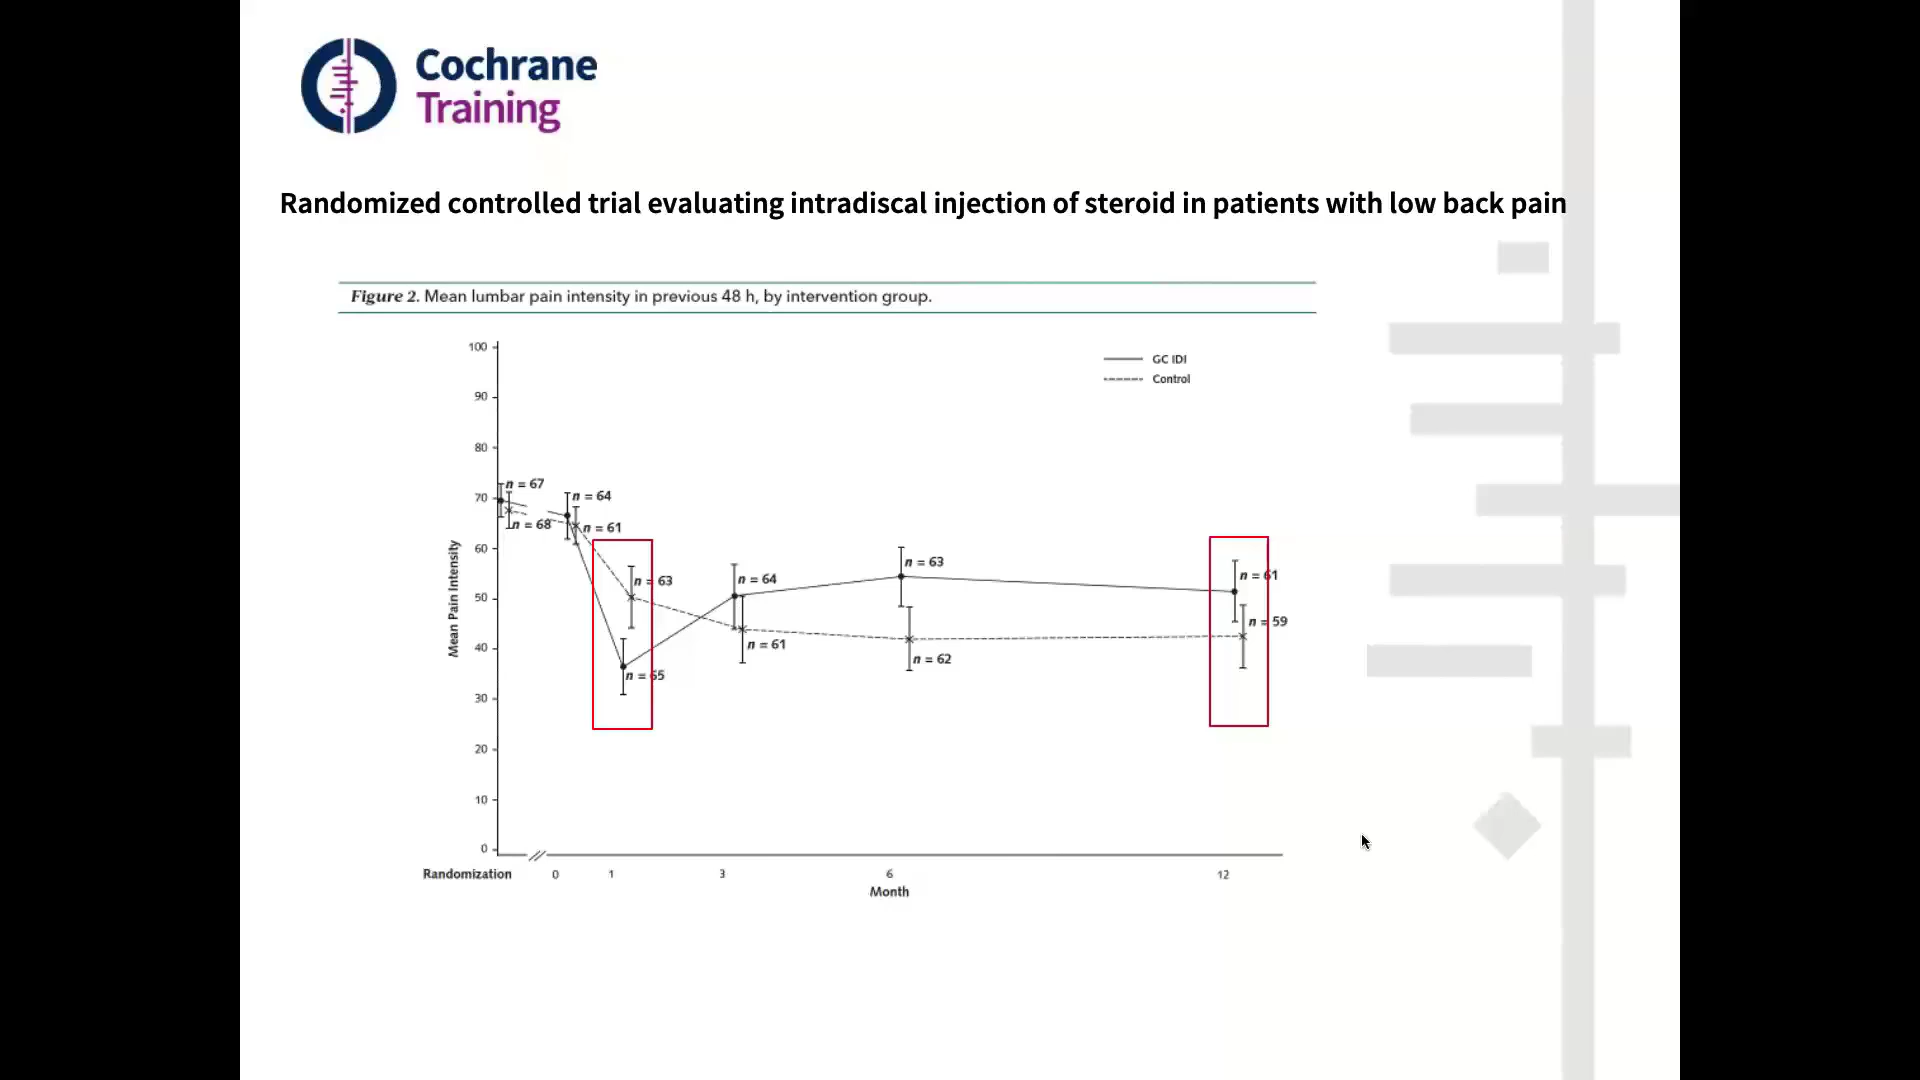 Cochrane
Training
Randomized controlled trial evaluating intradiscal injection of steroid in patients with low back pain
Figure 2. Mean lumbar pain intensity in previous 48 h, by intervention group.
100
90
80
70
60
50
40
30
20
10
0
Mean Pain Intensity
GC IDI
Control
n = 67
n = 68
n = 64
n = 61
n = 63
n = 65
n = 64
n = 61
n = 63
n = 62
n = 61
n = 59
Randomization 0 1 3 6 12
Month